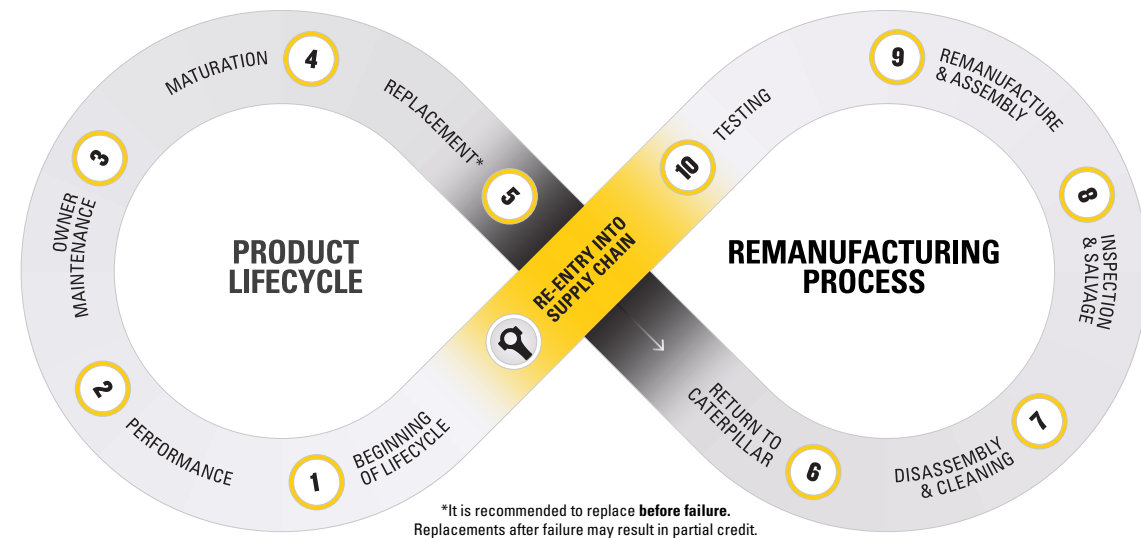 PRODUCT
LIFECYCLE
1
BEGINNING
OF LIFECYCLE
2
PERFORMANCE
3
OWNER
MAINTENANCE
4
MATURATION
5
REPLACEMENT*
REMANUFACTURING
PROCESS
6
RETURN TO
CATERPILLAR
7
DISASSEMBLY
& CLEANING
8
INSPECTION
& SALVAGE
9
REMANUFACTURE
& ASSEMBLY
10
TESTING
RE-ENTRY INTO
SUPPLY CHAIN
*It is recommended to replace before failure.
Replacements after failure may result in partial credit.